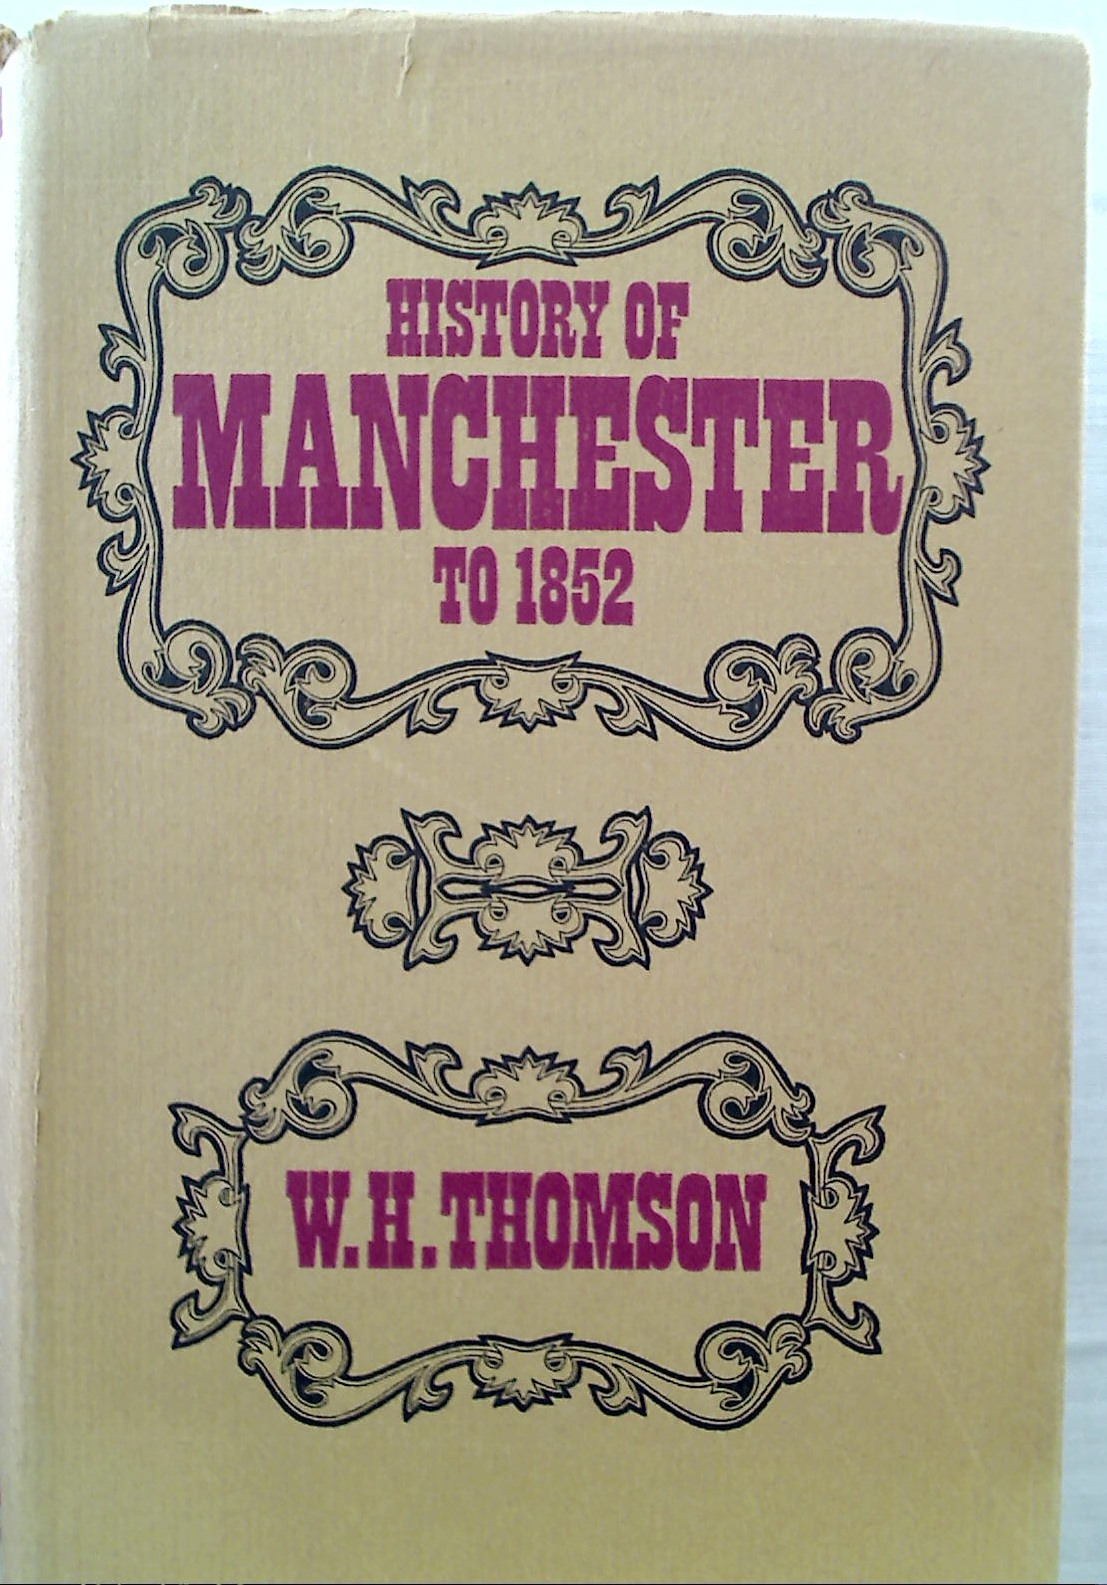 HISTORY OF
MANCHESTER
TO 1852
W.H. THOMSON